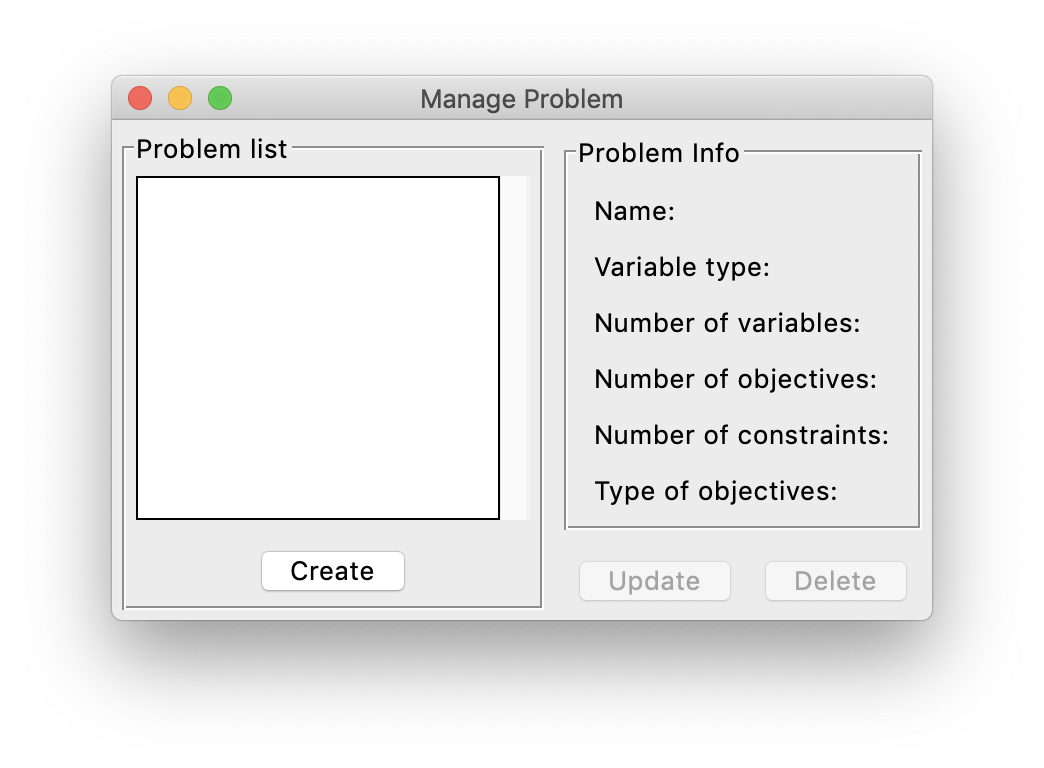 Manage Problem
Problem list
Create
Problem Info
Name:
Variable type:
Number of variables:
Number of objectives:
Number of constraints:
Type of objectives:
Update Delete